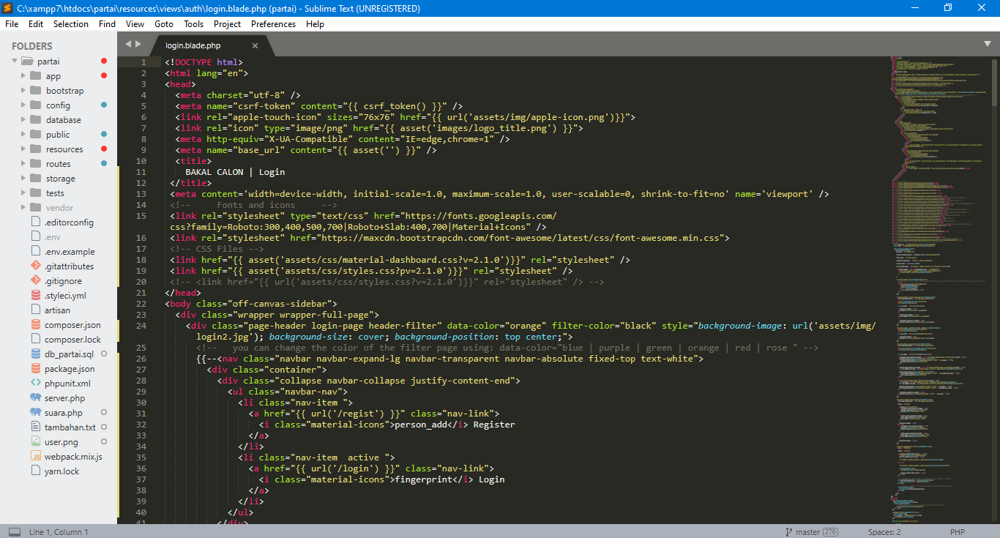 C:\xampp7\htdocs\partai\resources\views\auth\login.blade.php (partai) - Sublime Text (UNREGISTERED)
File Edit Selection Find View Goto Tools Project Preferences Help
FOLDERS
partai
app
bootstrap
config
database
public
resources
routes
storage
tests
vendor
.editorconfig
.env
.env.example
.gitattributes
.gitignore
.styleci.yml
artisan
composer.json
composer.lock
db_partai.sql
package.json
phpunit.xml
server.php
suara.php
tambahan.txt
user.png
webpack.mix.js
yarn.lock
login.blade.php
1 <!DOCTYPE html>
2 <html lang="en">
3 <head>
4 <meta charset="utf-8" />
5 <meta name="csrf-token" content="{{ csrf_token() }}" />
6 <link rel="apple-touch-icon" sizes="76x76" href="{{ url('assets/img/apple-icon.png')}}">
7 <link rel="icon" type="image/png" href="{{ asset('images/logo_title.png') }}">
8 <meta http-equiv="X-UA-Compatible" content="IE=edge,chrome=1" />
9 <meta name="base_url" content="{{ asset('') }}" />
10 <title>
11 BAKAL CALON | Login
12 </title>
13 <meta content='width=device-width, initial-scale=1.0, maximum-scale=1.0, user-scalable=0, shrink-to-fit=no' name='viewport' />
14 <!-- Fonts and icons -->
15 <link rel="stylesheet" type="text/css" href="https://fonts.googleapis.com/
css?family=Roboto:300,400,500,700|Roboto+Slab:400,700|Material+Icons" />
16 <link rel="stylesheet" href="https://maxcdn.bootstrapcdn.com/font-awesome/latest/css/font-awesome.min.css">
17 <!-- CSS Files -->
18 <link href="{{ asset('assets/css/material-dashboard.css?v=2.1.0')}}" rel="stylesheet" />
19 <link href="{{ asset('assets/css/styles.css?pv=2.1.0')}}" rel="stylesheet" />
20 <!-- <link href="{{ url('assets/css/styles.css?v=2.1.0')}}" rel="stylesheet" /> -->
21 </head>
22 <body class="off-canvas-sidebar">
23 <div class="wrapper wrapper-full-page">
24 <div class="page-header login-page header-filter" data-color="orange" filter-color="black" style="background-image: url('assets/img/
login2.jpg'); background-size: cover; background-position: top center;">
25 <!-- you can change the color of the filter page using: data-color="blue | purple | green | orange | red | rose " -->
26 {{--<nav class="navbar navbar-expand-lg navbar-transparent navbar-absolute fixed-top text-white">
27 <div class="container">
28 <div class="collapse navbar-collapse justify-content-end">
29 <ul class="navbar-nav">
30 <li class="nav-item ">
31 <a href="{{ url('/regist') }}" class="nav-link">
32 <i class="material-icons">person_add</i> Register
33 </a>
34 </li>
35 <li class="nav-item  active ">
36 <a href="{{ url('/login') }}" class="nav-link">
37 <i class="material-icons">fingerprint</i> Login
38 </a>
39 </li>
40 </ul>
41 </div>
Line 1, Column 1 master 276 Spaces: 2 PHP